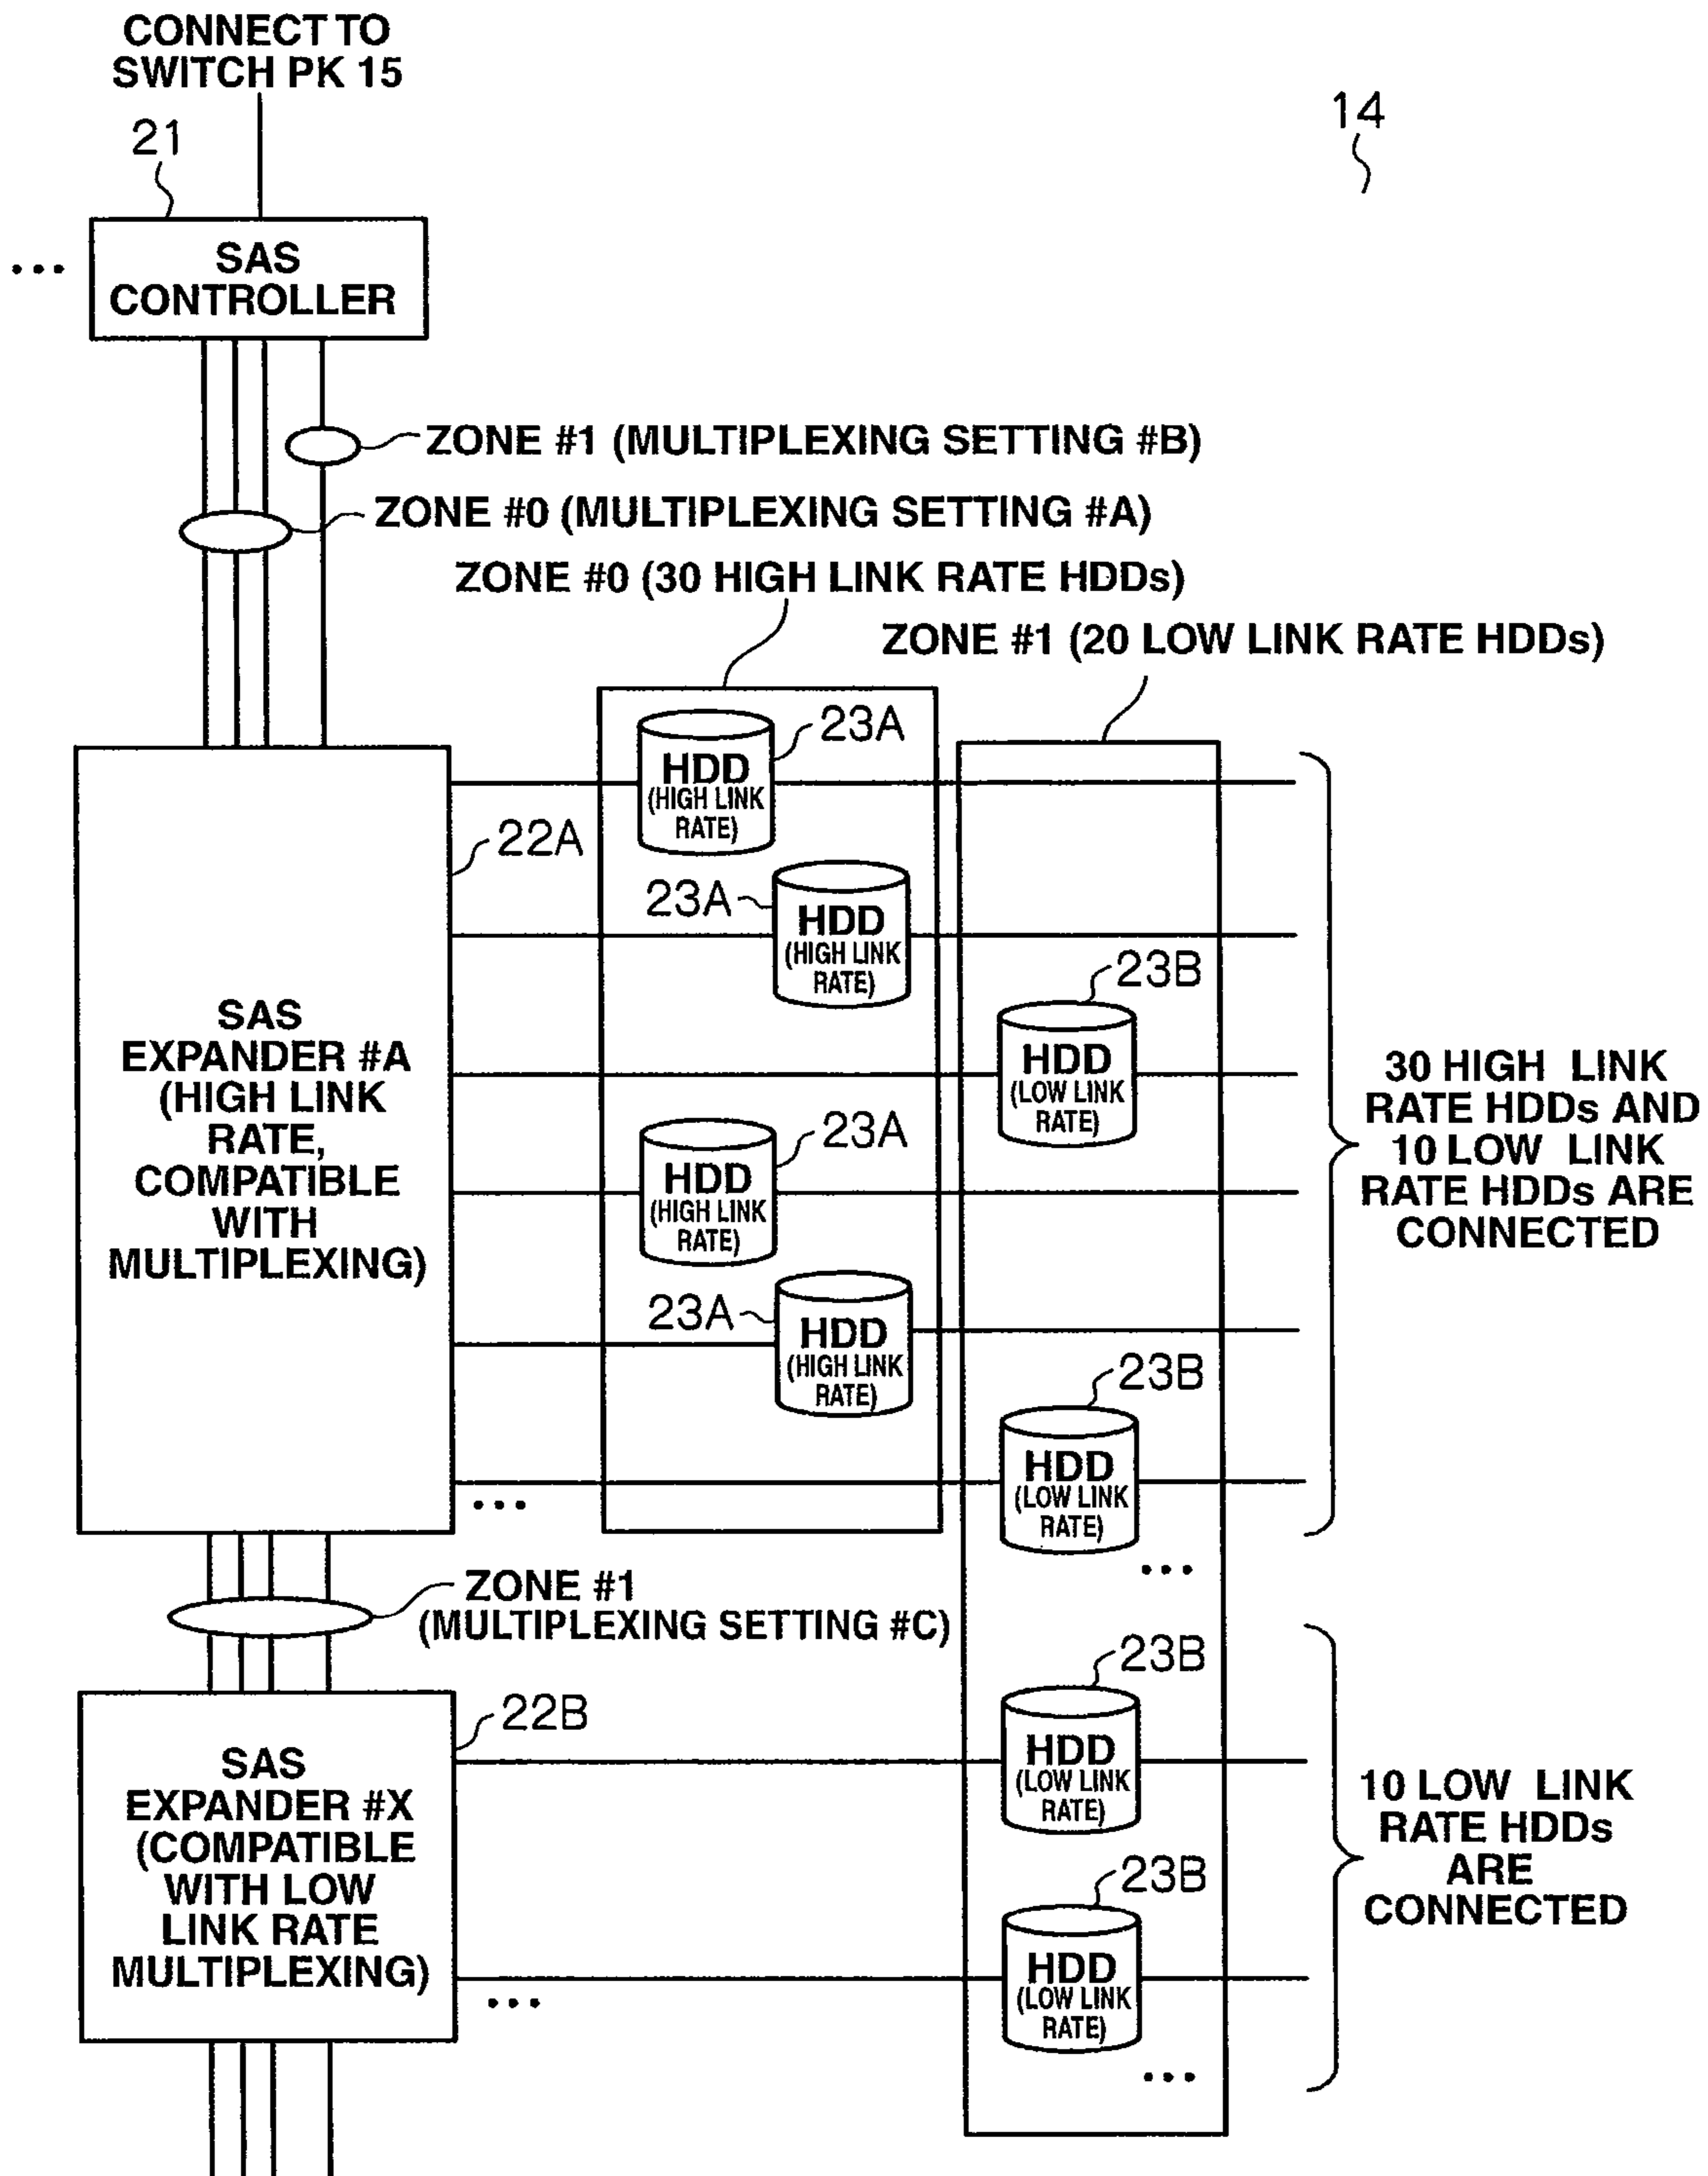 CONNECT TO
SWITCH PK 15
14
21
...
SAS
CONTROLLER
ZONE #1 (MULTIPLEXING SETTING #B)
ZONE #0 (MULTIPLEXING SETTING #A)
ZONE #0 (30 HIGH LINK RATE HDDs)
ZONE #1 (20 LOW LINK RATE HDDs)
23A
HDD
(HIGH LINK
RATE)
22A
23A
HDD
(HIGH LINK
RATE)
23B
HDD
(LOW LINK
RATE)
SAS
EXPANDER #A
(HIGH LINK
RATE,
COMPATIBLE
WITH
MULTIPLEXING)
30 HIGH LINK
RATE HDDs AND
10 LOW LINK
RATE HDDs ARE
CONNECTED
23A
HDD
(HIGH LINK
RATE)
23A
HDD
(HIGH LINK
RATE)
23B
HDD
(LOW LINK
RATE)
...
...
ZONE #1
(MULTIPLEXING SETTING #C)
23B
HDD
(LOW LINK
RATE)
22B
SAS
EXPANDER #X
(COMPATIBLE
WITH LOW
LINK RATE
MULTIPLEXING)
10 LOW LINK
RATE HDDs
ARE
CONNECTED
23B
HDD
(LOW LINK
RATE)
...
...